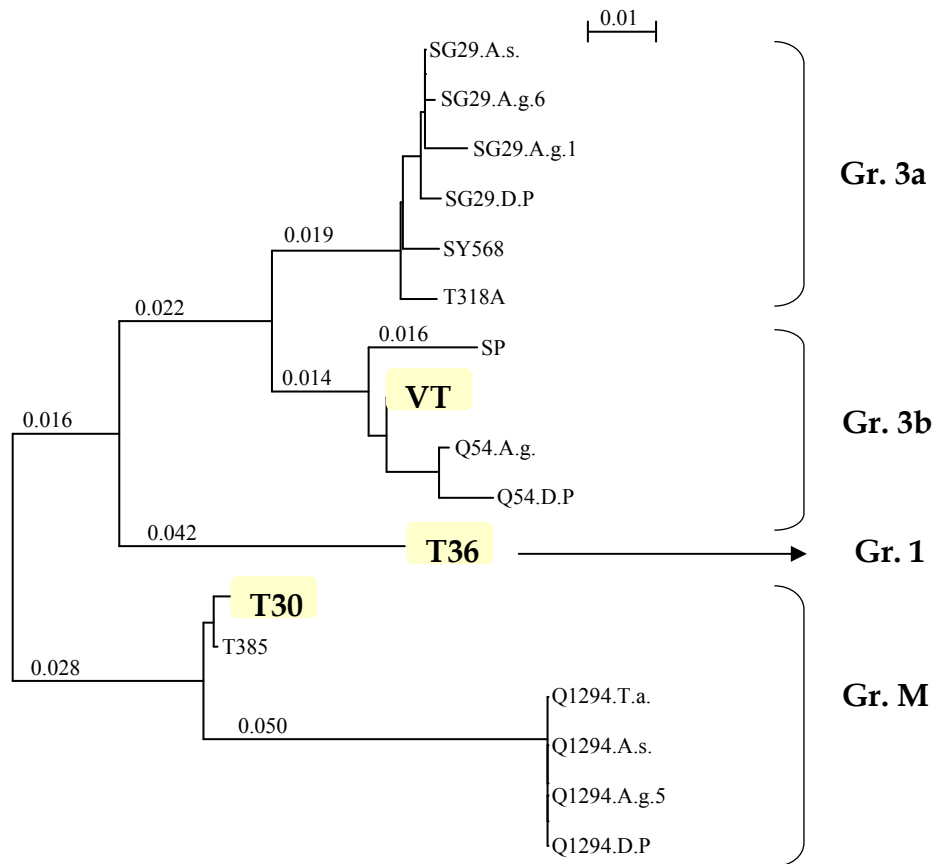 0.01
SG29.A.s.
SG29.A.g.6
SG29.A.g.1
Gr. 3a
SG29.D.P
0.019
SY568
T318A
0.022
0.016
SP
0.014
VT
0.016
Gr. 3b
Q54.A.g.
Q54.D.P
0.042
T36
Gr. 1
T30
T385
0.028
Gr. M
Q1294.T.a.
0.050
Q1294.A.s.
Q1294.A.g.5
Q1294.D.P